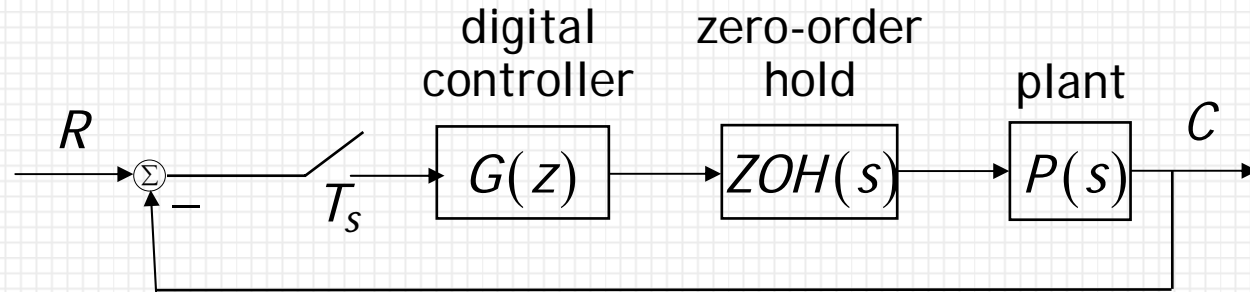 digital controller
zero-order hold
plant
R
Σ
−
T_s
G(z)
ZOH(s)
P(s)
C